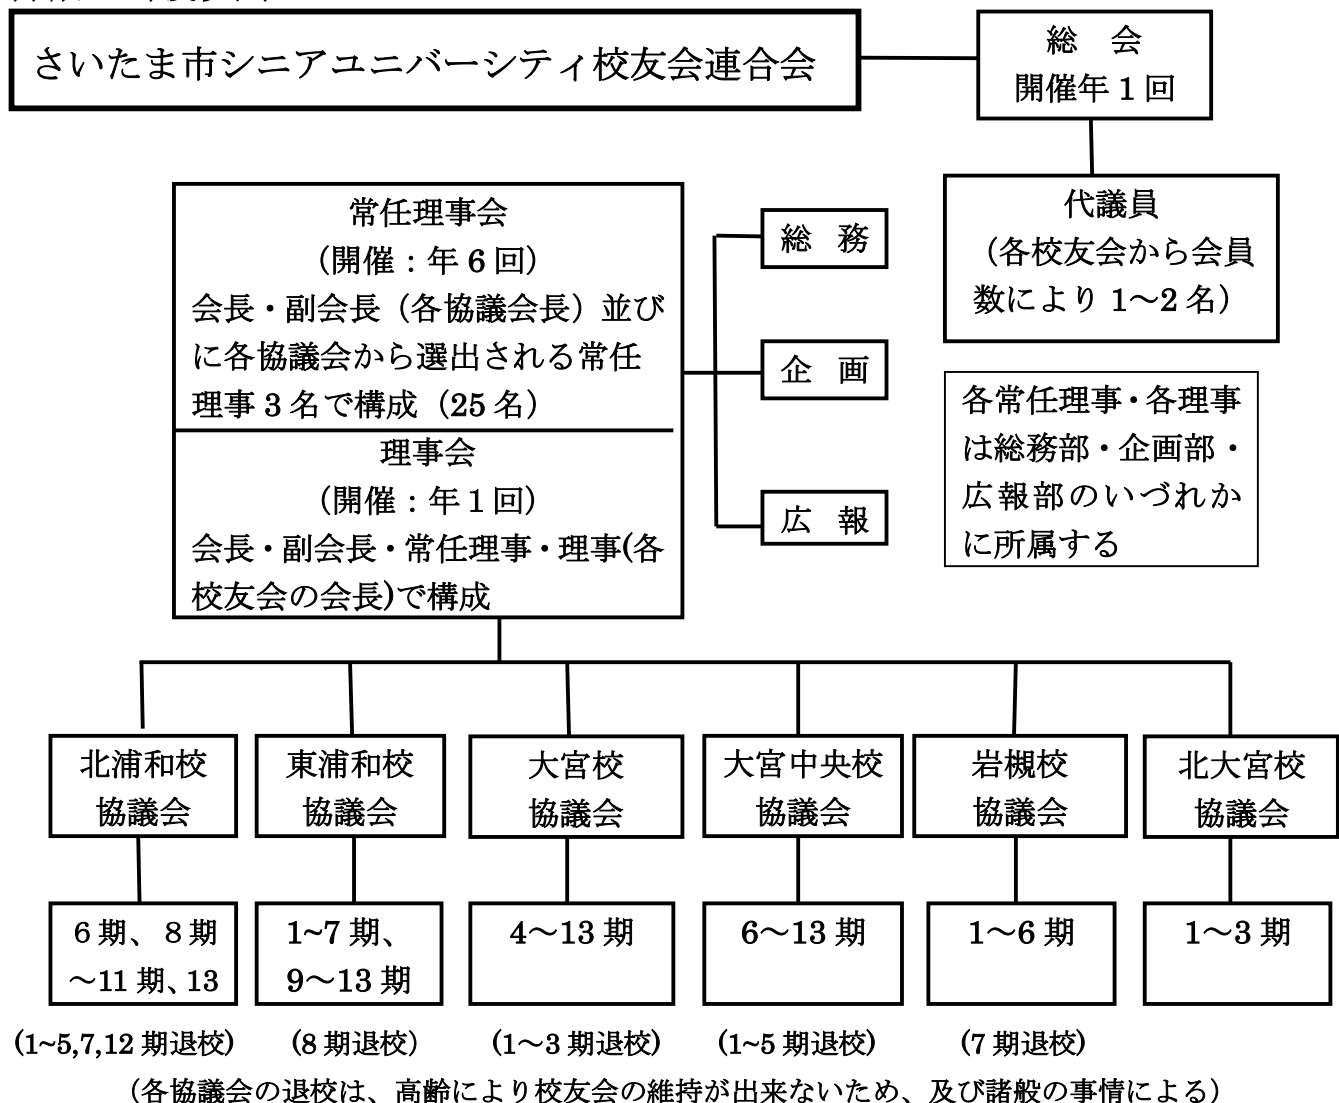 さいたま市シニアユニバーシティ校友会連合会
総 会
開催年 1 回
代議員
（各校友会から会員
数により 1～2 名）
常任理事会
（開催：年 6 回）
会長・副会長（各協議会長）並び
に各協議会から選出される常任
理事 3 名で構成（25 名）
理事会
（開催：年１回）
会長・副会長・常任理事・理事(各
校友会の会長)で構成
総 務
企 画
広 報
各常任理事・各理事
は総務部・企画部・
広報部のいづれか
に所属する
北浦和校
協議会
東浦和校
協議会
大宮校
協議会
大宮中央校
協議会
岩槻校
協議会
北大宮校
協議会
６期、８期
～11 期、13
1~7 期、
9～13 期
4～13 期
6～13 期
1～6 期
1～3 期
(1~5,7,12 期退校)
(8 期退校）
(1～3 期退校)
(1~5 期退校)
(7 期退校)
（各協議会の退校は、高齢により校友会の維持が出来ないため、及び諸般の事情による）